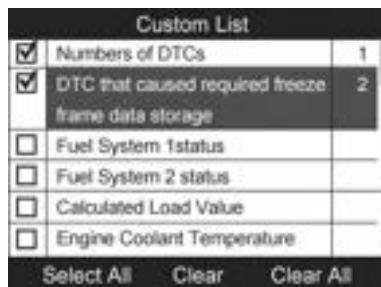 Custom List
Numbers of DTCs 1
DTC that caused required freeze 2
frame data storage
Fuel System 1status
Fuel System 2 status
Calculated Load Value
Engine Coolant Temperature
Select All Clear Clear All